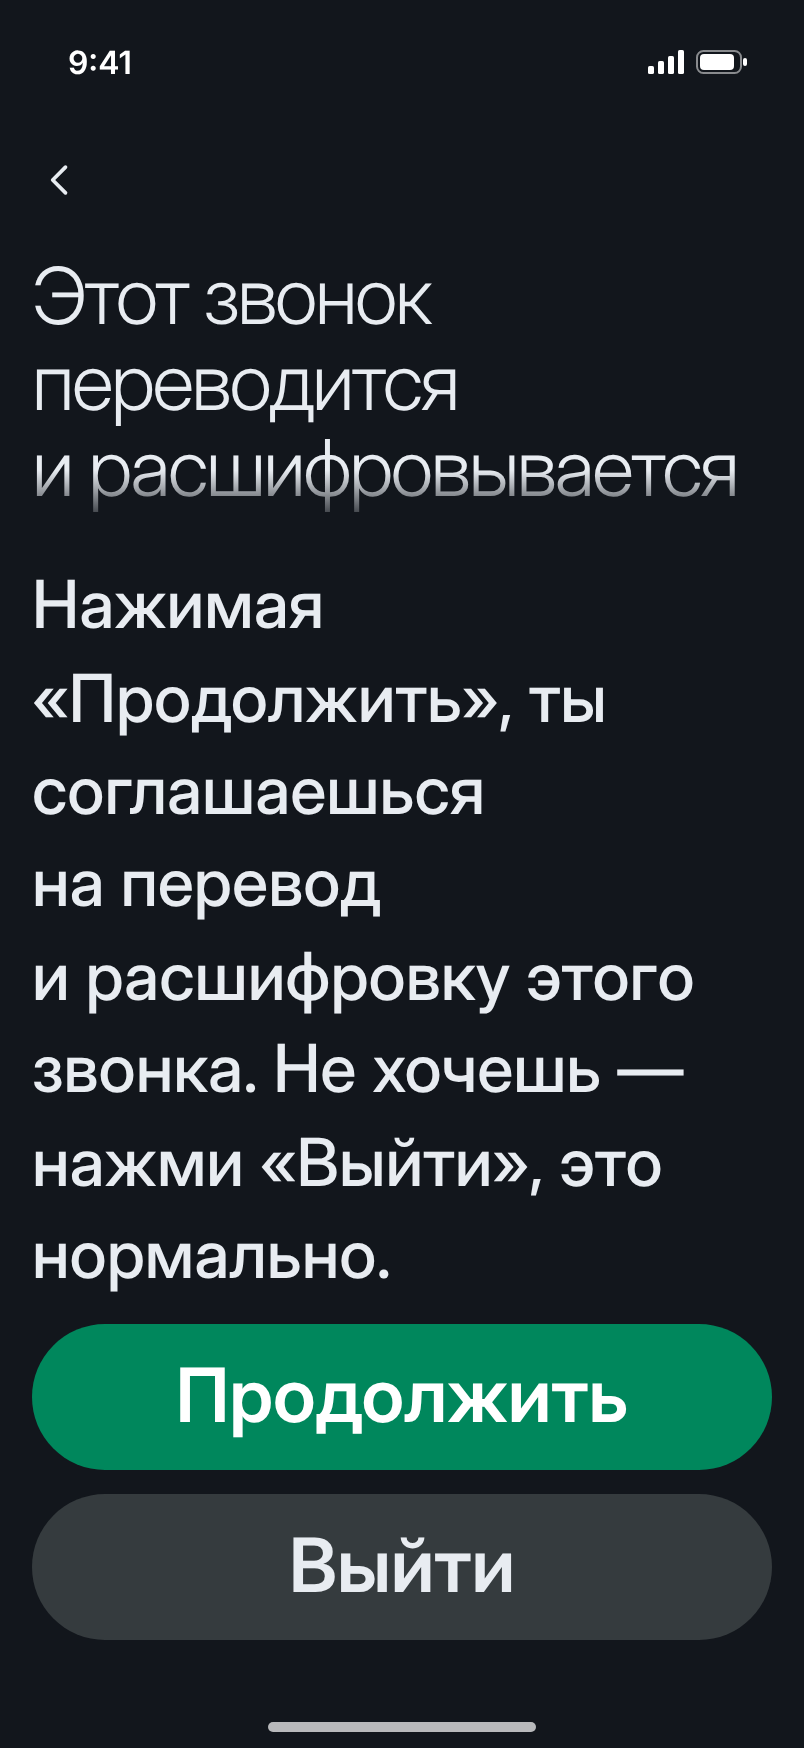 9:41
Этот звонок
переводится
и расшифровывается
Нажимая
«Продолжить», ты
соглашаешься
на перевод
и расшифровку этого
звонка. Не хочешь —
нажми «Выйти», это
нормально.
Продолжить
Выйти